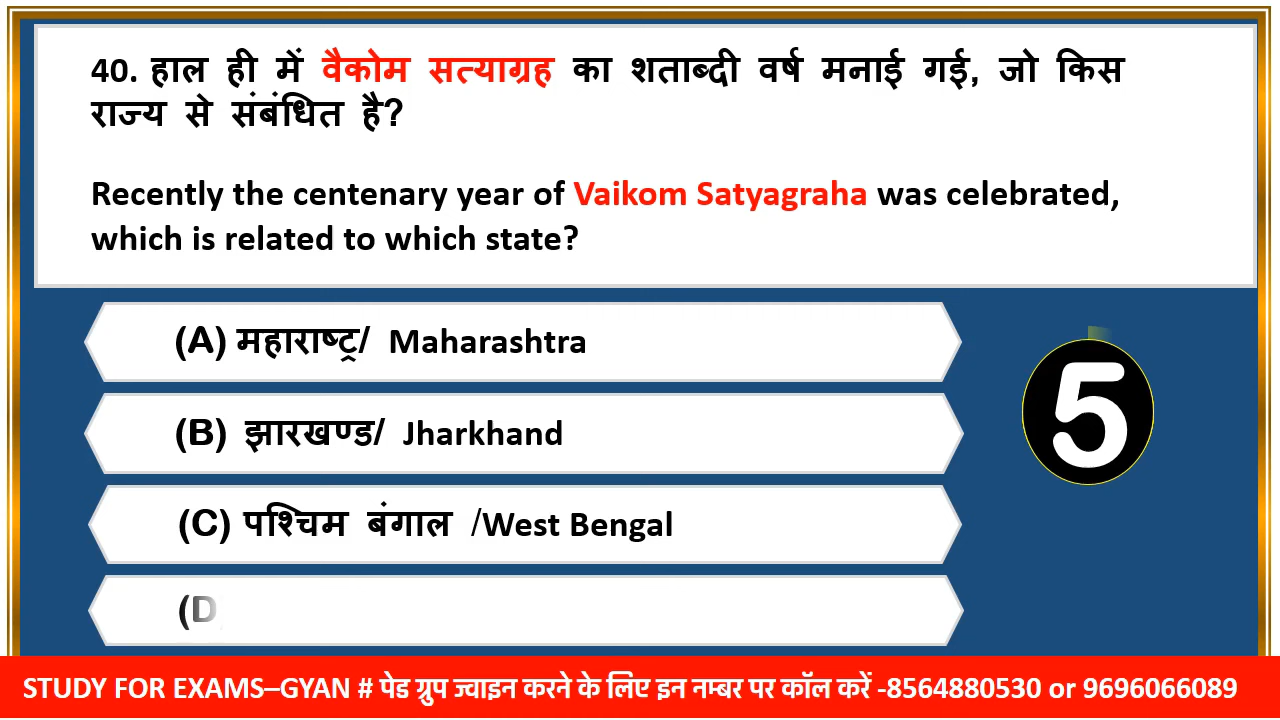 40. हाल ही में वैकोम सत्याग्रह का शताब्दी वर्ष मनाई गई, जो किस
राज्य से संबंधित है?
Recently the centenary year of Vaikom Satyagraha was celebrated,
which is related to which state?
(A) महाराष्ट्र/ Maharashtra
(B) झारखण्ड/ Jharkhand
(C) पश्चिम बंगाल /West Bengal
(D
5
STUDY FOR EXAMS–GYAN # पेड ग्रुप ज्वाइन करने के लिए इन नम्बर पर कॉल करें -8564880530 or 9696066089